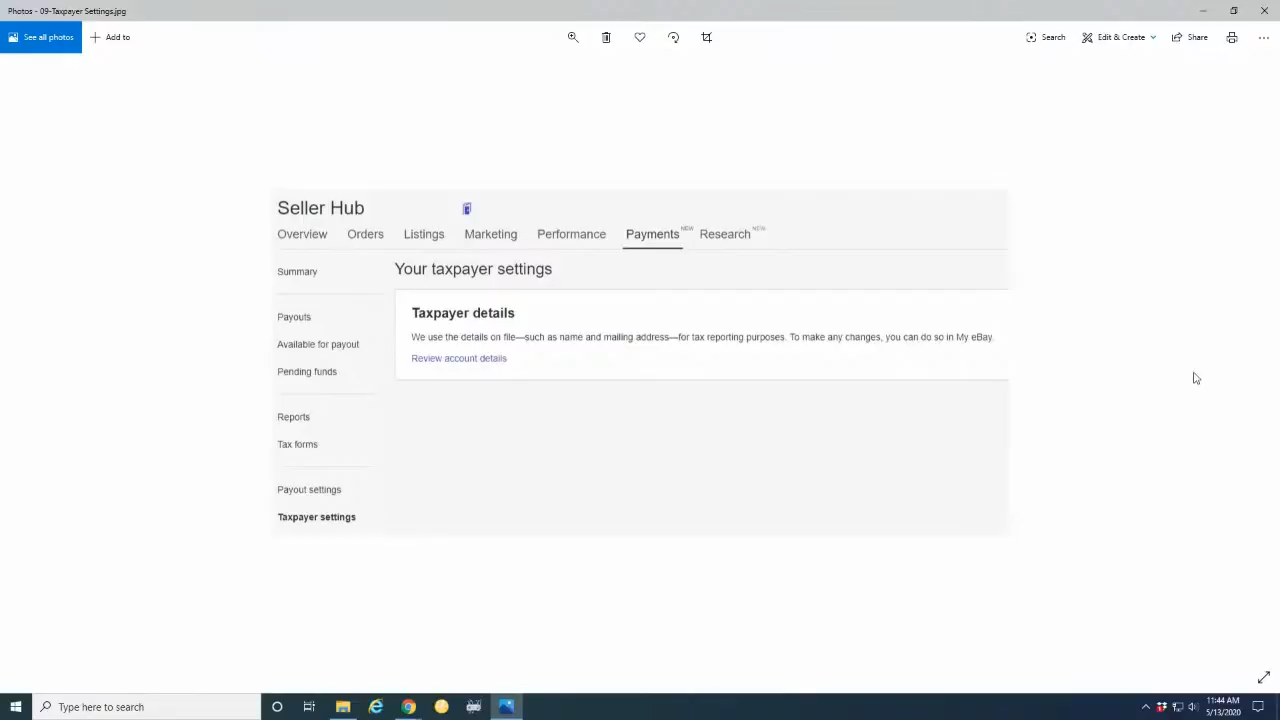 Photos - 09-Taxpayer Settings.jpg
See all photos
Add to
Search
Edit & Create
Share
Seller Hub
Overview
Orders
Listings
Marketing
Performance
Payments NEW
Research NEW
Summary
Payouts
Available for payout
Pending funds
Reports
Tax forms
Payout settings
Taxpayer settings
Your taxpayer settings
Taxpayer details
We use the details on file—such as name and mailing address—for tax reporting purposes. To make any changes, you can do so in My eBay.
Review account details
Type here to search
11:44 AM
5/13/2020